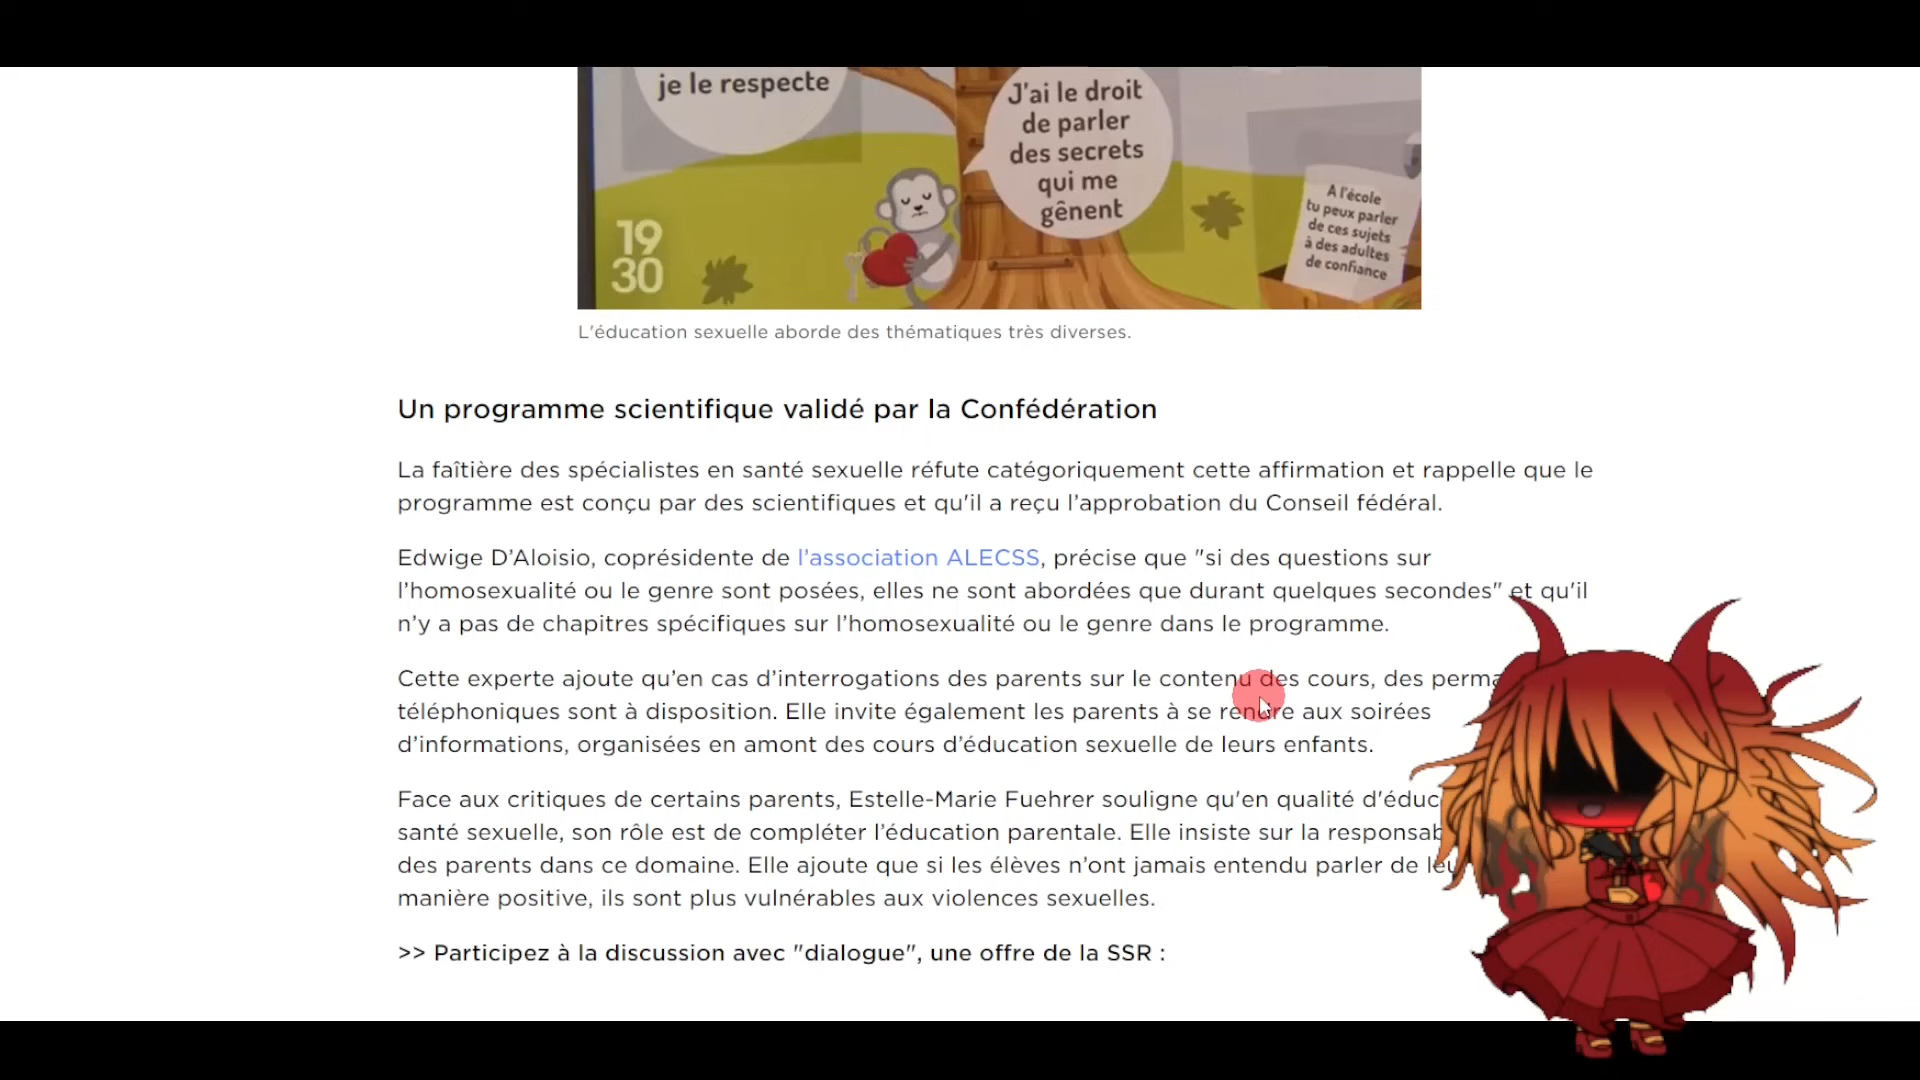 je le respecte
J'ai le droit
de parler
des secrets
qui me
gênent
A l'école
tu peux parler
de ces sujets
à des adultes
de confiance
19
30
L'éducation sexuelle aborde des thématiques très diverses.
Un programme scientifique validé par la Confédération
La faîtière des spécialistes en santé sexuelle réfute catégoriquement cette affirmation et rappelle que le
programme est conçu par des scientifiques et qu'il a reçu l’approbation du Conseil fédéral.
Edwige D’Aloisio, coprésidente de l’association ALECSS, précise que "si des questions sur
l’homosexualité ou le genre sont posées, elles ne sont abordées que durant quelques secondes" et qu'il
n’y a pas de chapitres spécifiques sur l’homosexualité ou le genre dans le programme.
Cette experte ajoute qu’en cas d’interrogations des parents sur le contenu des cours, des perma
téléphoniques sont à disposition. Elle invite également les parents à se rendre aux soirées
d’informations, organisées en amont des cours d’éducation sexuelle de leurs enfants.
Face aux critiques de certains parents, Estelle-Marie Fuehrer souligne qu'en qualité d'éduc
santé sexuelle, son rôle est de compléter l’éducation parentale. Elle insiste sur la responsab
des parents dans ce domaine. Elle ajoute que si les élèves n’ont jamais entendu parler de leu
manière positive, ils sont plus vulnérables aux violences sexuelles.
>> Participez à la discussion avec "dialogue", une offre de la SSR :